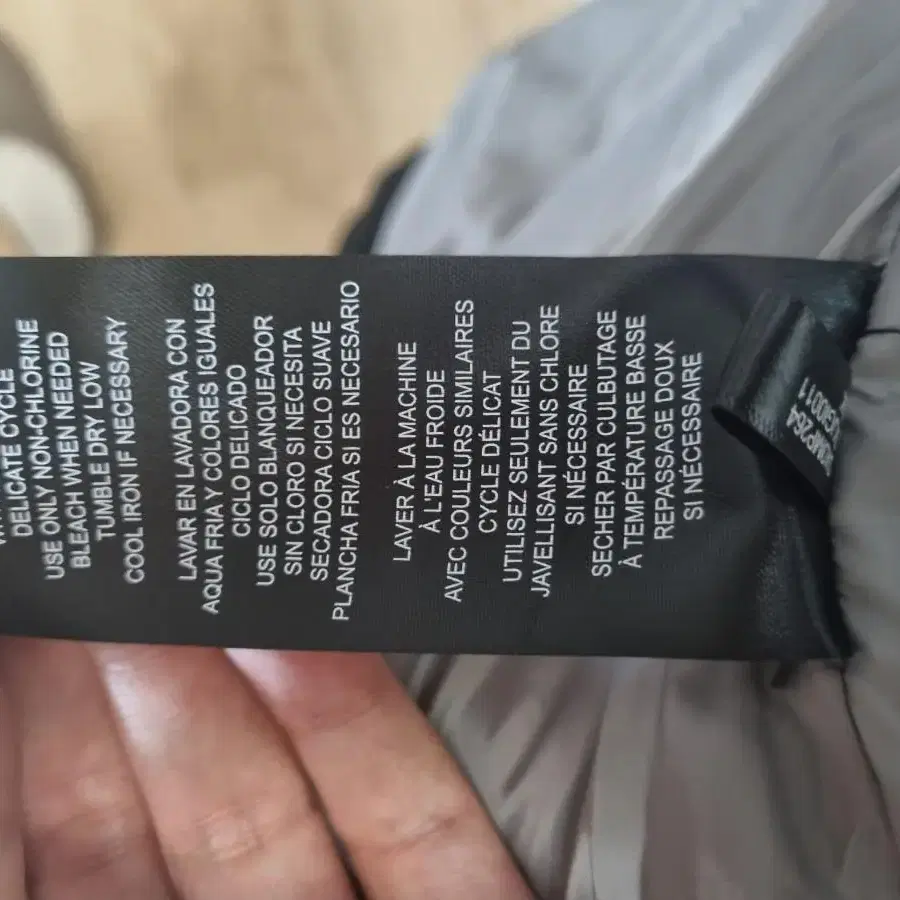 DELICATE CYCLE
USE ONLY NON-CHLORINE
BLEACH WHEN NEEDED
TUMBLE DRY LOW
COOL IRON IF NECESSARY
LAVAR EN LAVADORA CON
AQUA FRIA Y COLORES IGUALES
CICLO DELICADO
USE SOLO BLANQUEADOR
SIN CLORO SI NECESITA
SECADORA CICLO SUAVE
PLANCHA FRIA SI ES NECESARIO
LAVER À LA MACHINE
À L'EAU FROIDE
AVEC COULEURS SIMILAIRES
CYCLE DÉLICAT
UTILISEZ SEULEMENT DU
JAVELLISANT SANS CHLORE
SI NÉCESSAIRE
SECHER PAR CULBUTAGE
À TEMPÉRATURE BASSE
REPASSAGE DOUX
SI NÉCESSAIRE